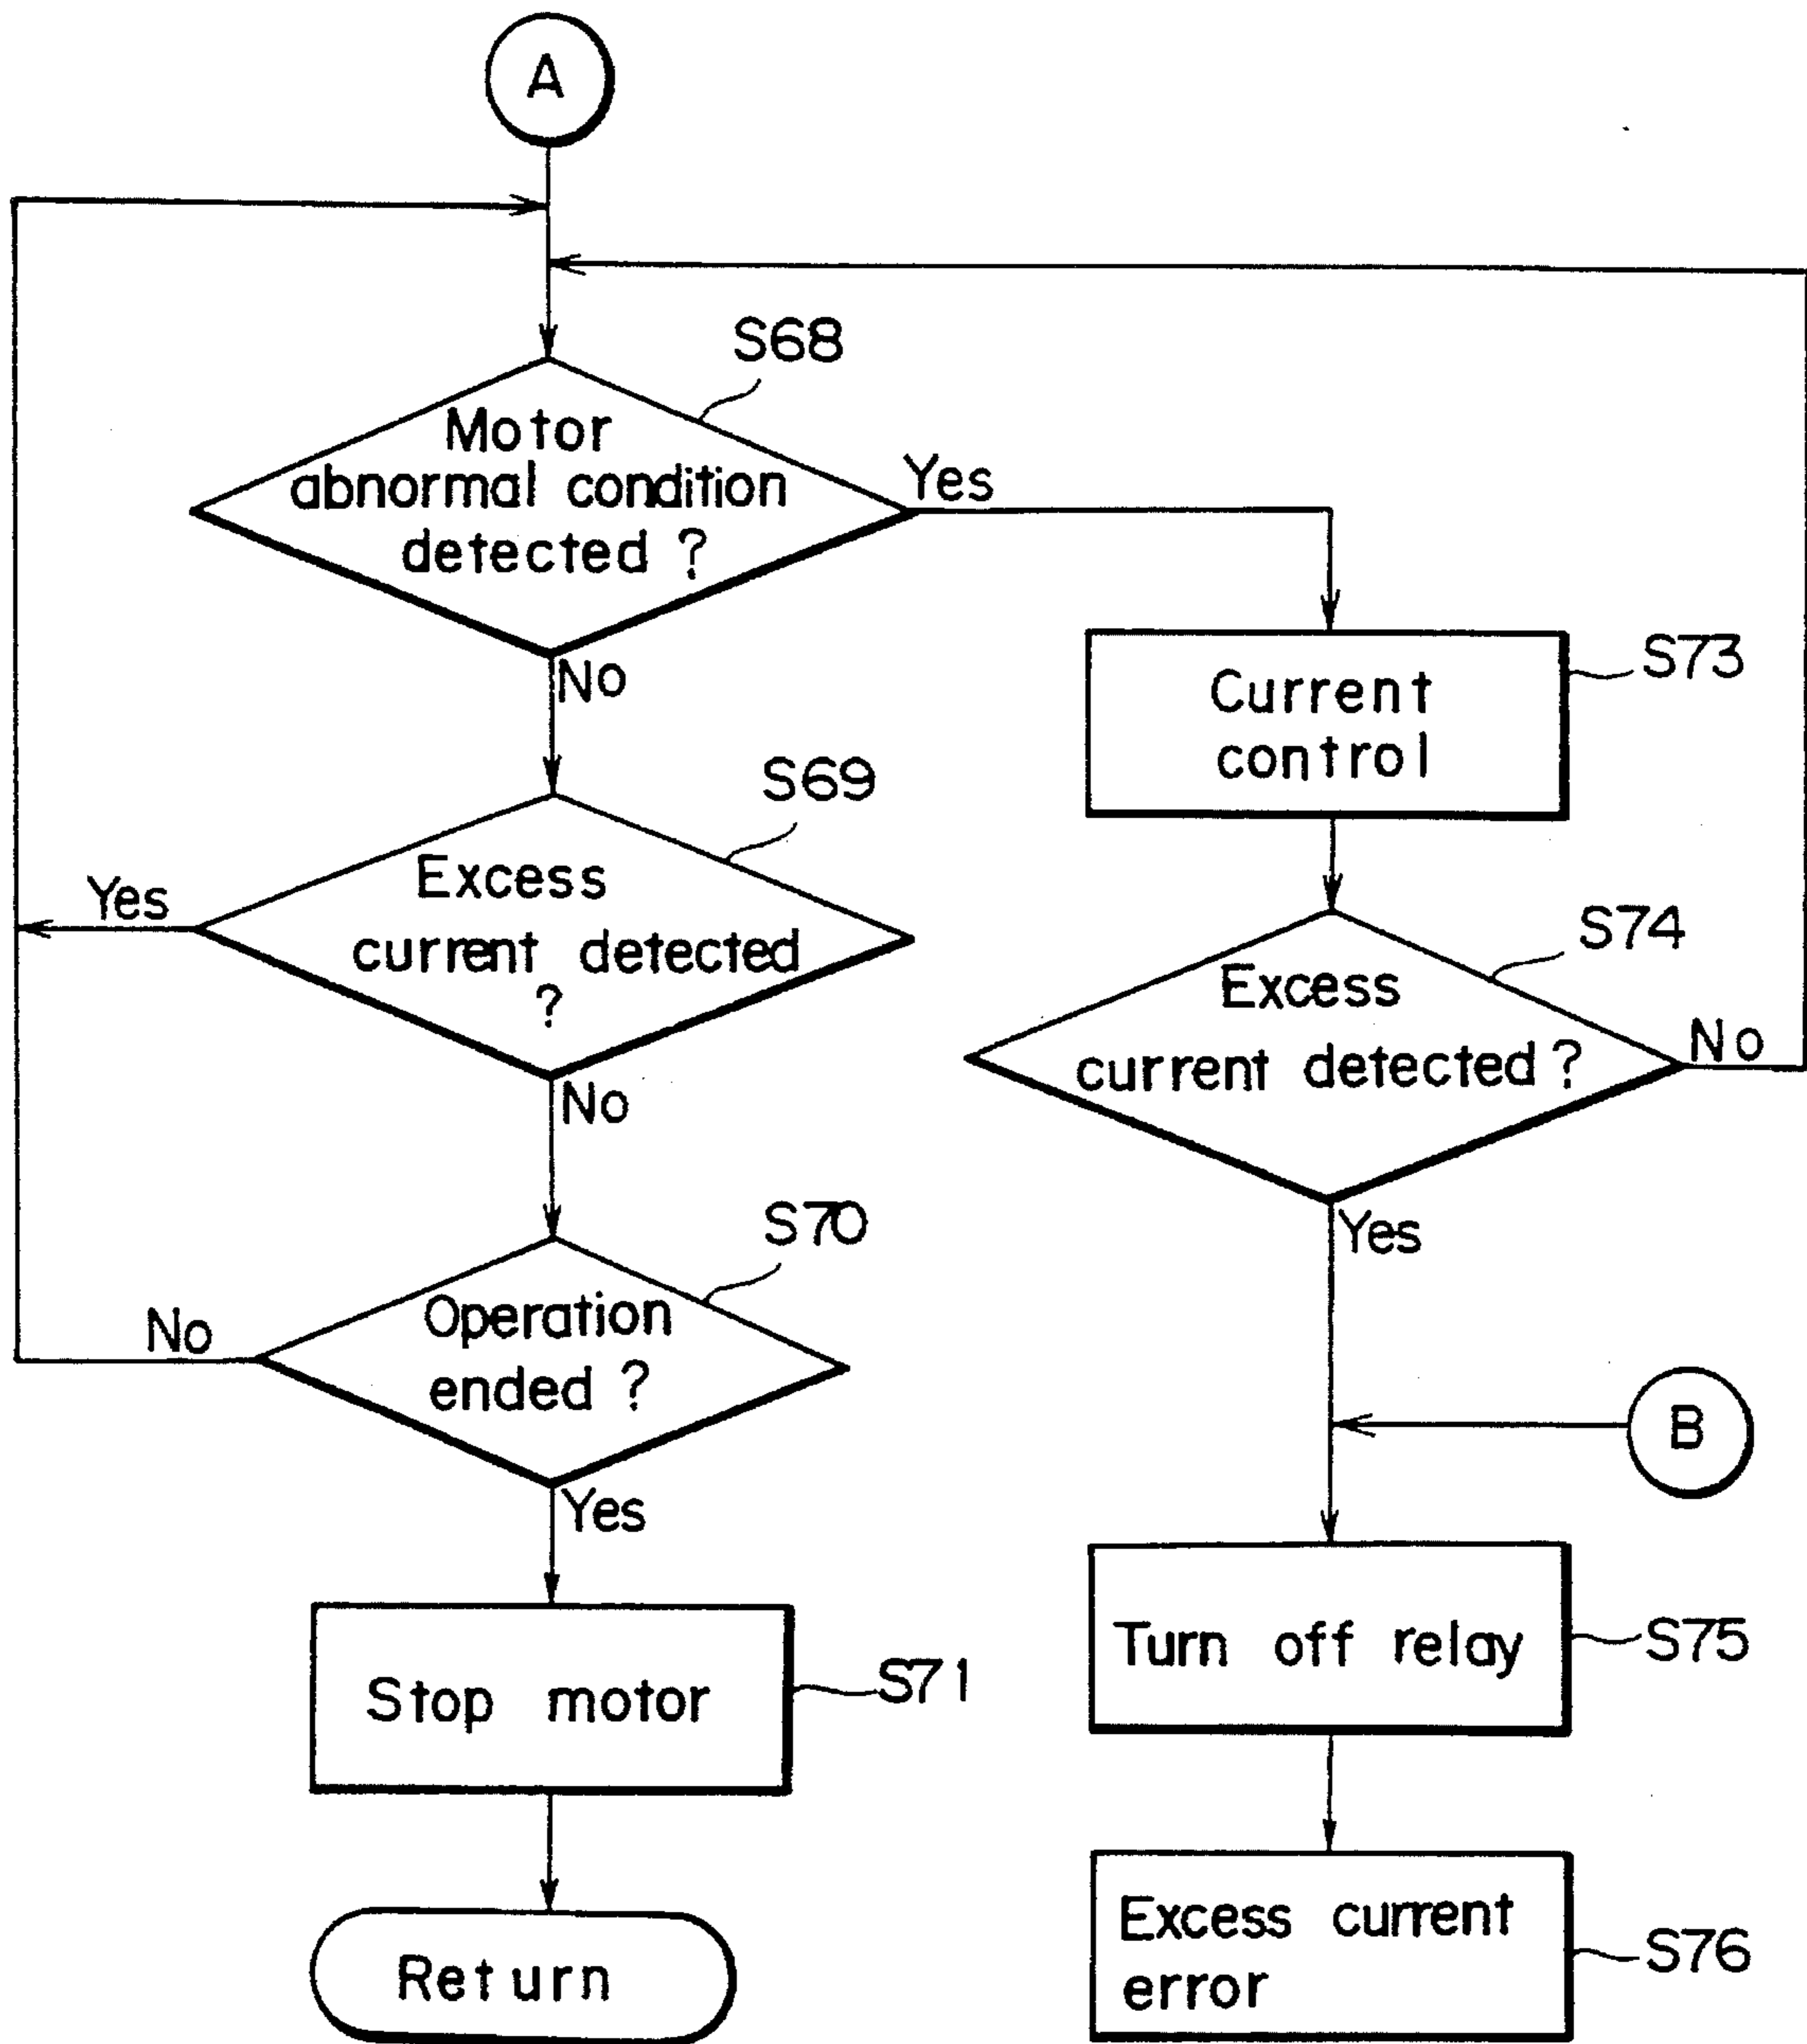 A
S68
Motor
abnormal condition
detected ?
Yes
No
S73
Current
control
S69
Excess
current detected
?
Yes
No
S74
Excess
current detected ?
No
Yes
S70
Operation
ended ?
No
Yes
B
S75
Turn off relay
S71
Stop motor
S76
Excess current
error
Return